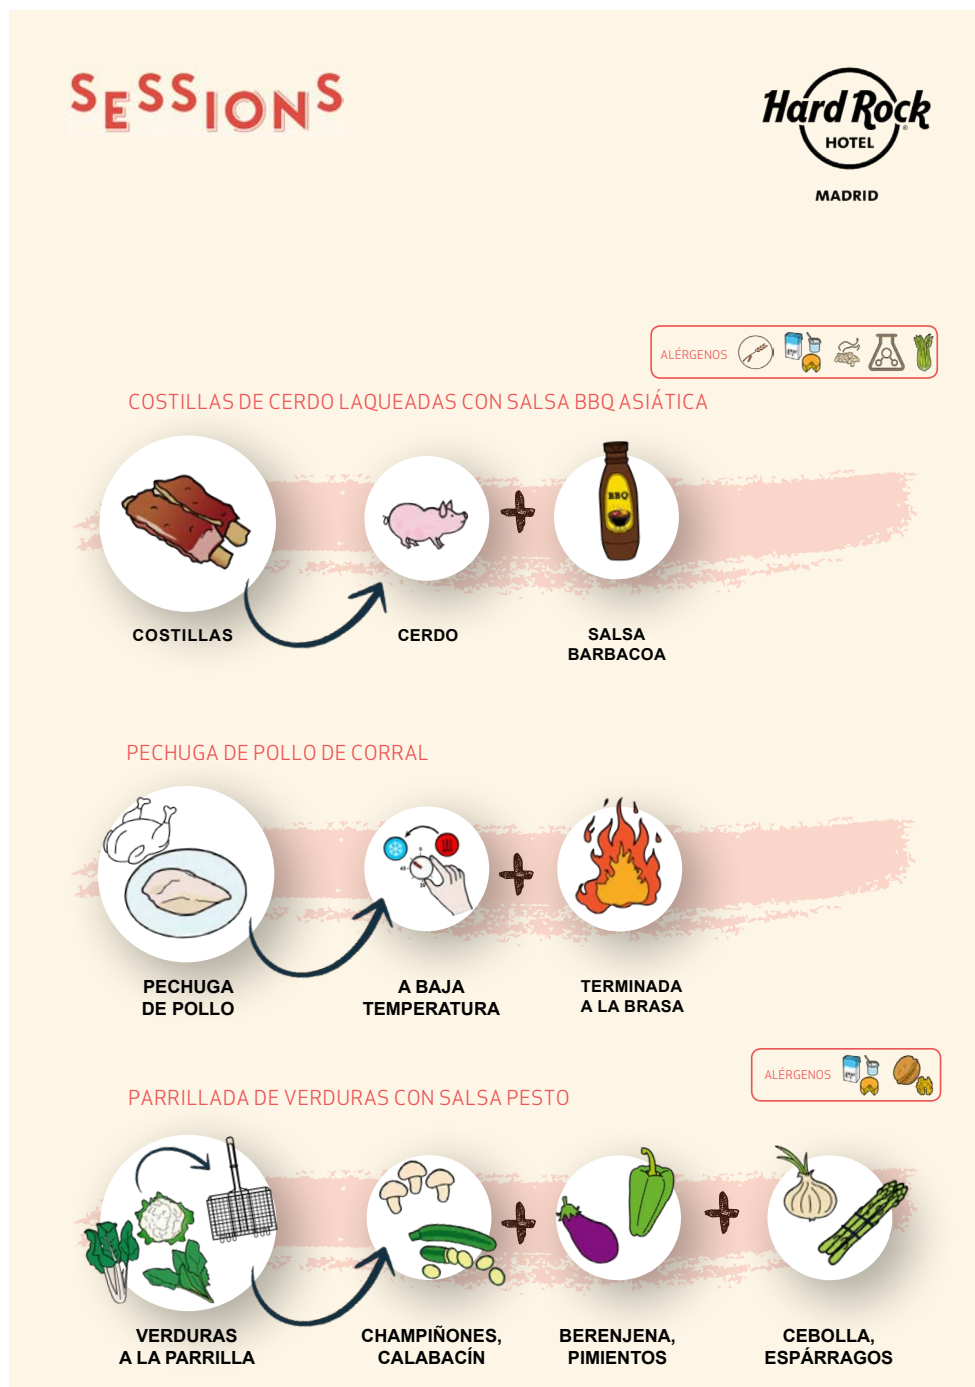 SESSIONS
Hard Rock
HOTEL
®
MADRID
ALÉRGENOS
COSTILLAS DE CERDO LAQUEADAS CON SALSA BBQ ASIÁTICA
BBQ
COSTILLAS
CERDO
SALSA
BARBACOA
PECHUGA DE POLLO DE CORRAL
PECHUGA
DE POLLO
A BAJA
TEMPERATURA
TERMINADA
A LA BRASA
ALÉRGENOS
PARRILLADA DE VERDURAS CON SALSA PESTO
VERDURAS
A LA PARRILLA
CHAMPIÑONES,
CALABACÍN
BERENJENA,
PIMIENTOS
CEBOLLA,
ESPÁRRAGOS